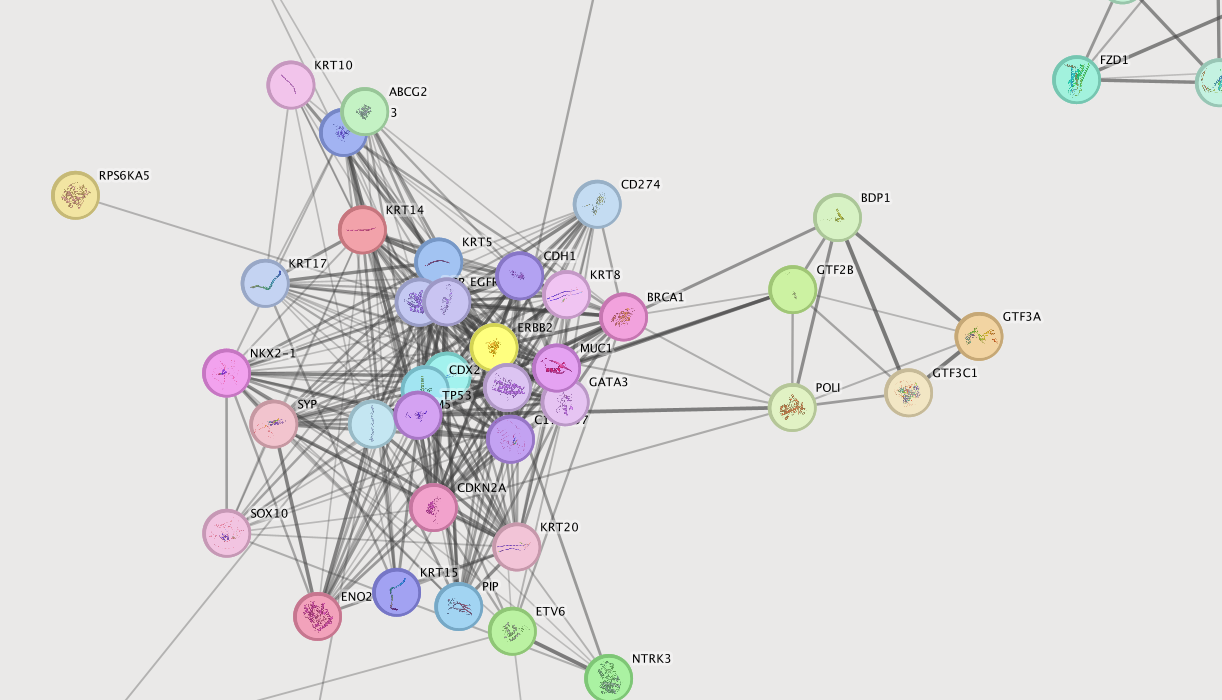 FZD1
KRT10
ABCG2
3
RPS6KA5
CD274
BDP1
KRT14
KRT5
CDH1
KRT17
KRT8
GTF2B
EGFR
BRCA1
GTF3A
ERBB2
MUC1
NKX2-1
CDX2
GTF3C1
GATA3
POLI
TP53
SYP
CDKN2A
SOX10
KRT20
KRT15
PIP
ENO2
ETV6
NTRK3